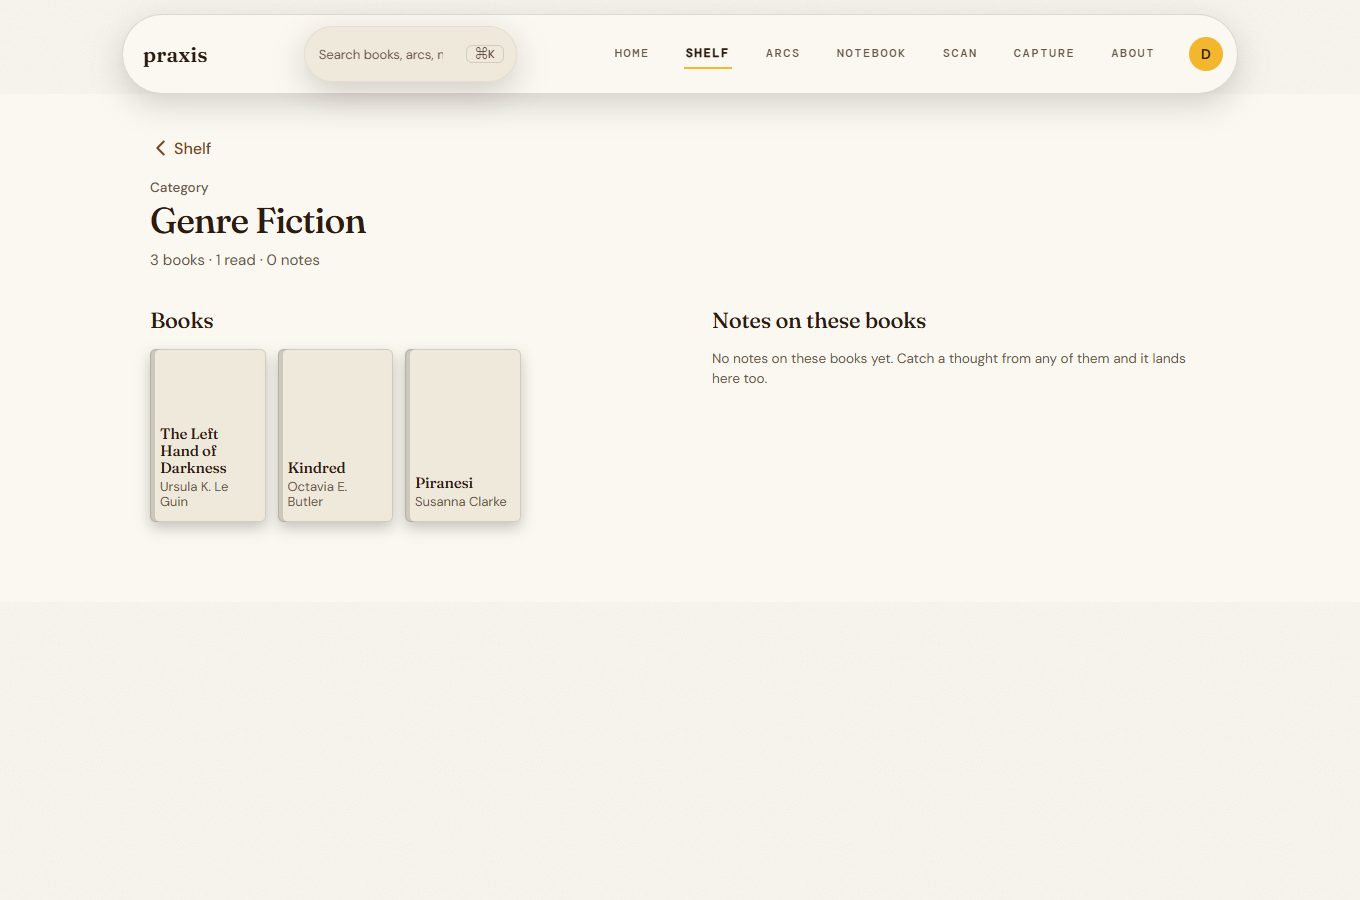 praxis
Search books, arcs, n
⌘K
HOME
SHELF
ARCS
NOTEBOOK
SCAN
CAPTURE
ABOUT
D
Shelf
Category
Genre Fiction
3 books · 1 read · 0 notes
Books
The Left
Hand of
Darkness
Ursula K. Le
Guin
Kindred
Octavia E.
Butler
Piranesi
Susanna Clarke
Notes on these books
No notes on these books yet. Catch a thought from any of them and it lands
here too.